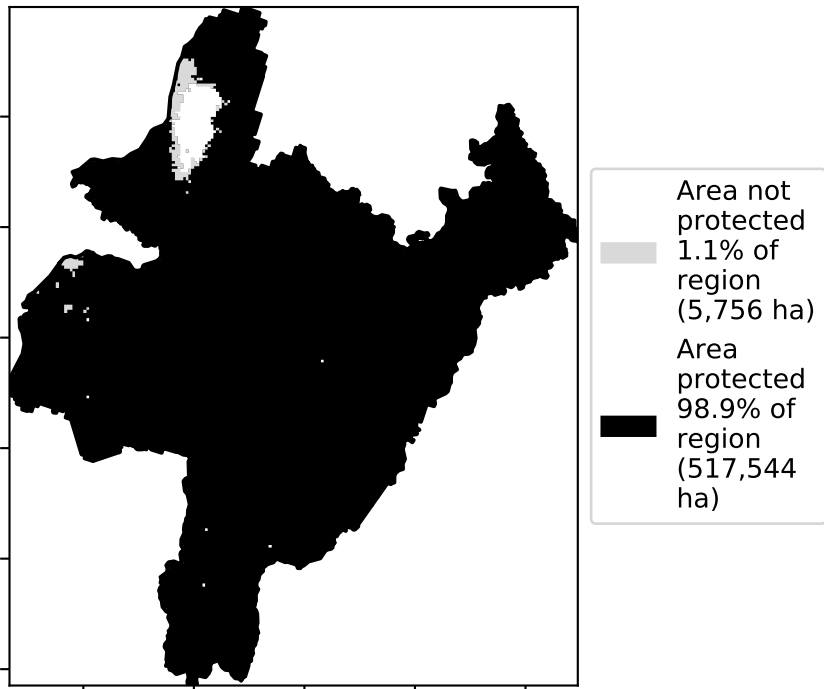 Area not
protected
1.1% of
region
(5,756 ha)
Area
protected
98.9% of
region
(517,544
ha)